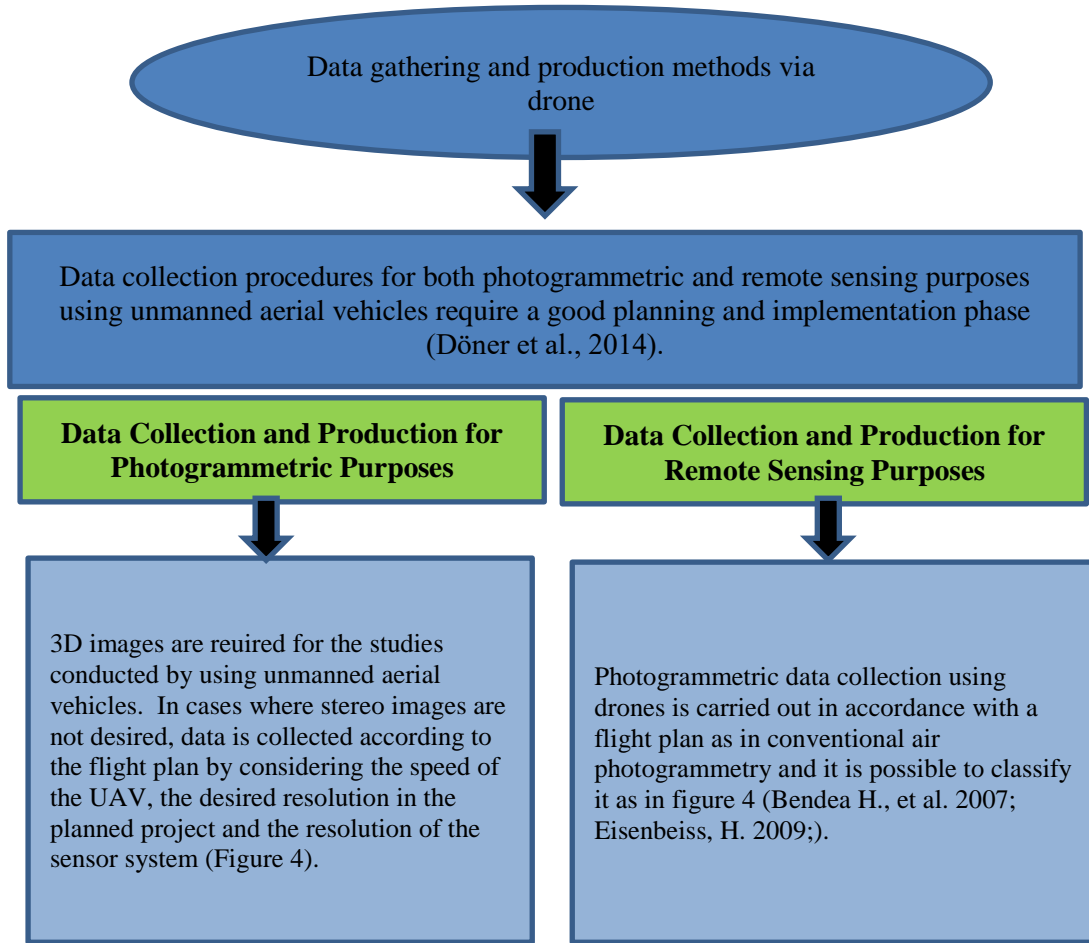 Data gathering and production methods via
drone
Data collection procedures for both photogrammetric and remote sensing purposes
using unmanned aerial vehicles require a good planning and implementation phase
(Döner et al., 2014).
Data Collection and Production for
Photogrammetric Purposes
Data Collection and Production for
Remote Sensing Purposes
3D images are reuired for the studies
conducted by using unmanned aerial
vehicles.  In cases where stereo images are
not desired, data is collected according to
the flight plan by considering the speed of
the UAV, the desired resolution in the
planned project and the resolution of the
sensor system (Figure 4).
Photogrammetric data collection using
drones is carried out in accordance with a
flight plan as in conventional air
photogrammetry and it is possible to classify
it as in figure 4 (Bendea H., et al. 2007;
Eisenbeiss, H. 2009;).